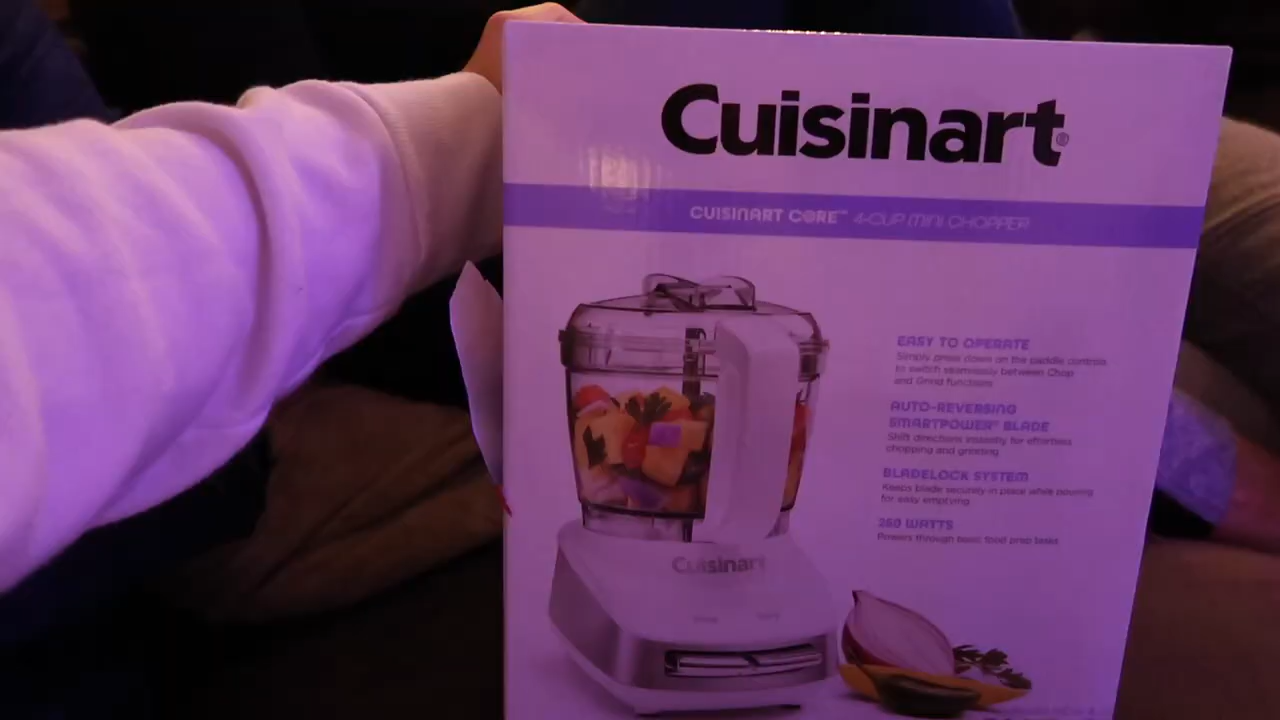 Cuisinart®
CUISINART CORE™ 4-CUP MINI CHOPPER
EASY TO OPERATE
Simply press down on the paddle controls
to switch seamlessly between Chop
and Grind functions
AUTO-REVERSING
SMARTPOWER® BLADE
Shift directions instantly for effortless
chopping and grinding
BLADELOCK SYSTEM
Keeps blade securely in place while pouring
for easy emptying
250 WATTS
Powers through basic food prep tasks
Cuisinart